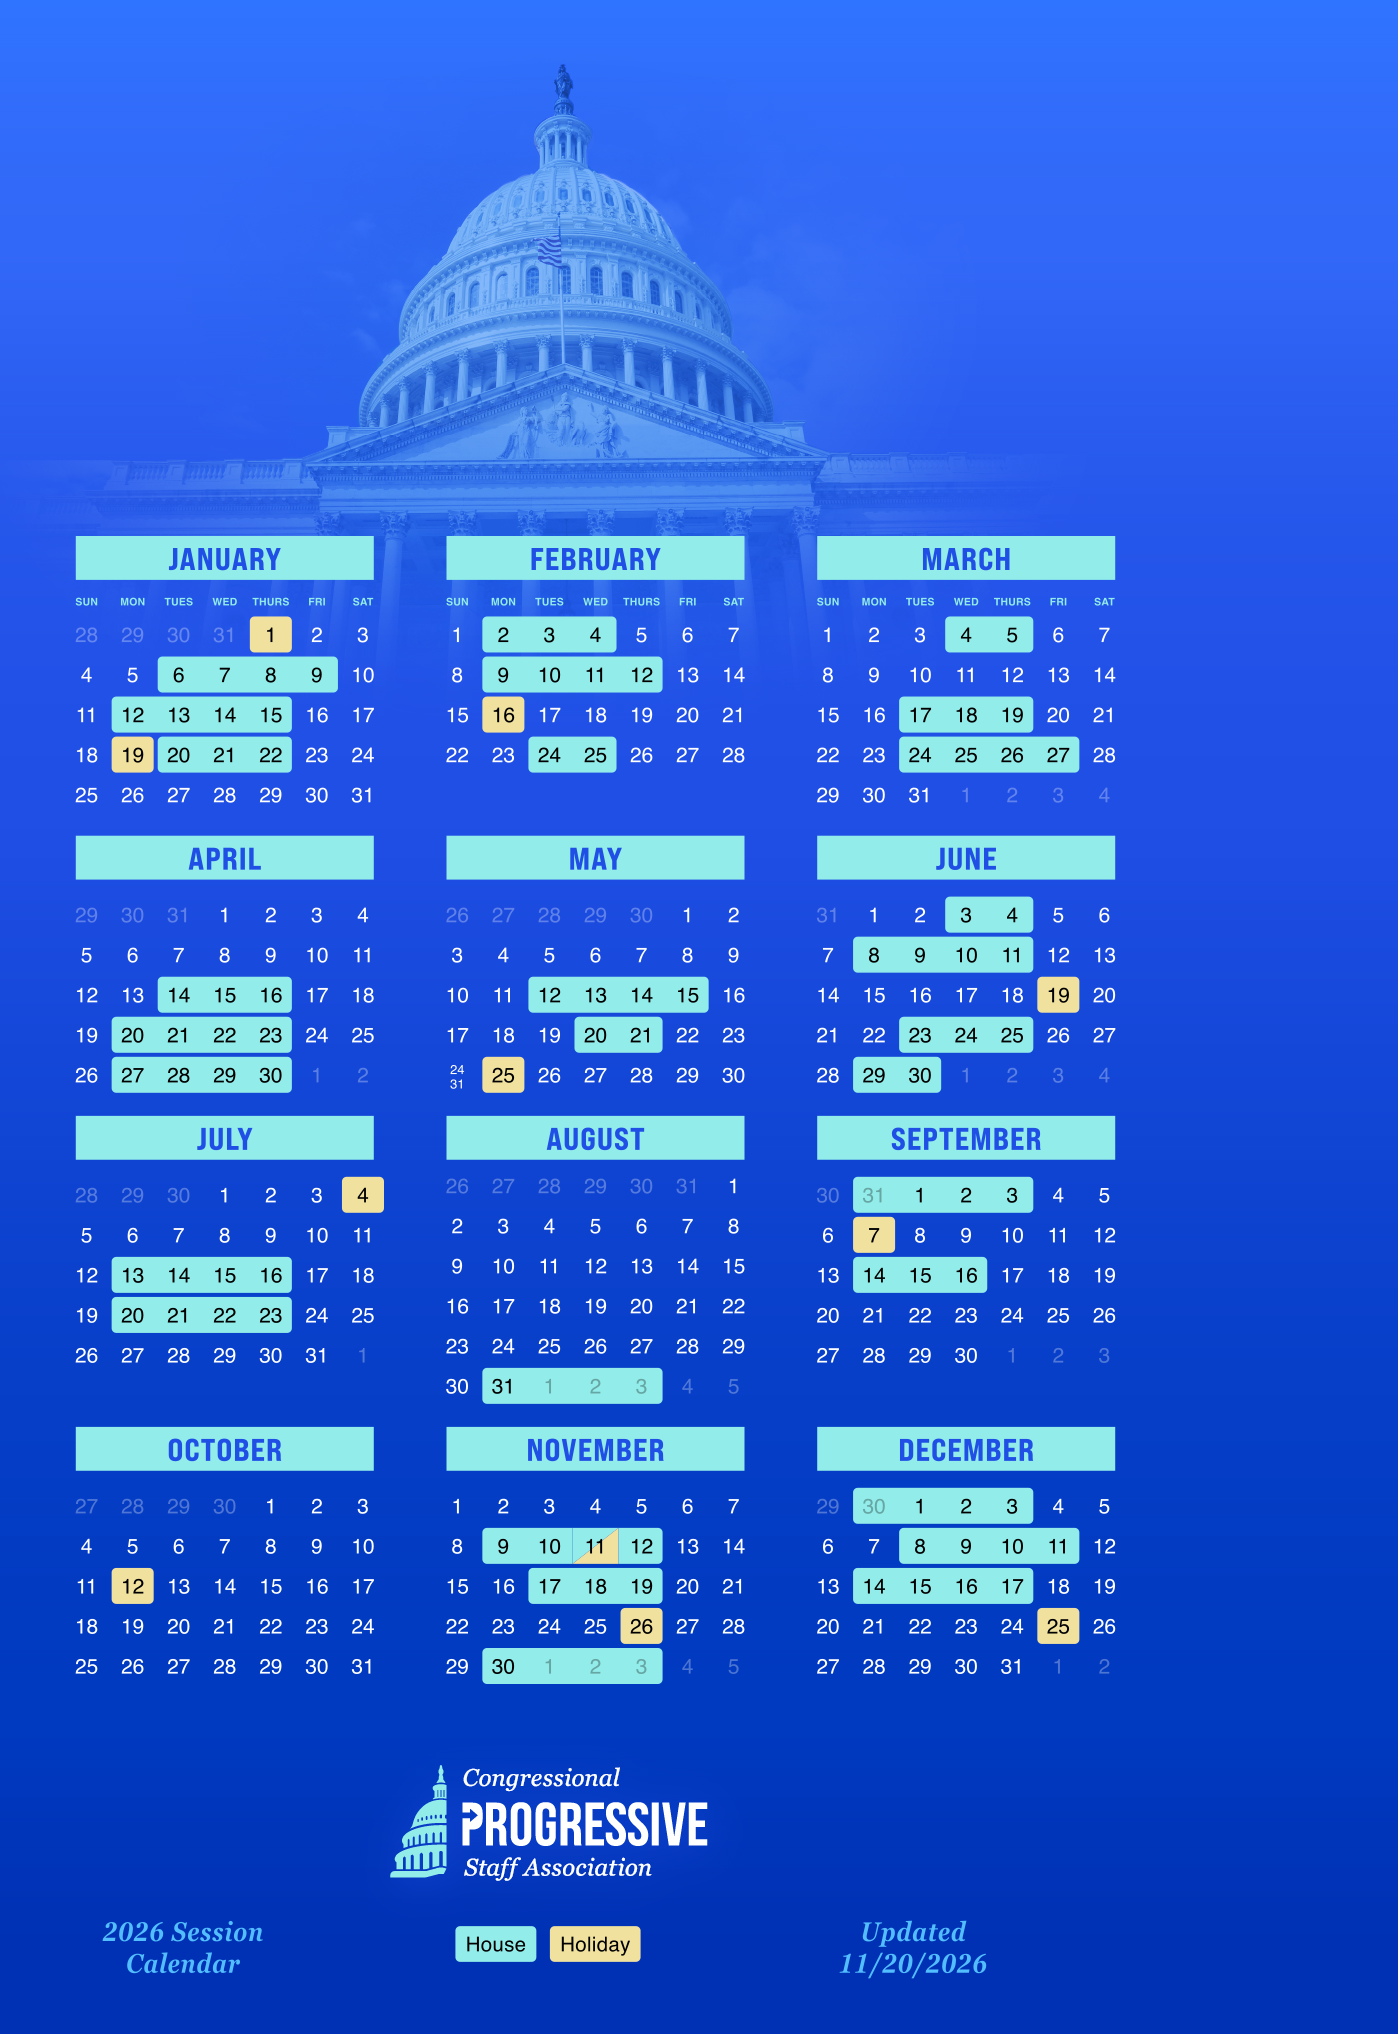 JANUARY
SUN MON TUES WED THURS FRI SAT
28 29 30 31 1 2 3
4 5 6 7 8 9 10
11 12 13 14 15 16 17
18 19 20 21 22 23 24
25 26 27 28 29 30 31
FEBRUARY
SUN MON TUES WED THURS FRI SAT
1 2 3 4 5 6 7
8 9 10 11 12 13 14
15 16 17 18 19 20 21
22 23 24 25 26 27 28
MARCH
SUN MON TUES WED THURS FRI SAT
1 2 3 4 5 6 7
8 9 10 11 12 13 14
15 16 17 18 19 20 21
22 23 24 25 26 27 28
29 30 31 1 2 3 4
APRIL
29 30 31 1 2 3 4
5 6 7 8 9 10 11
12 13 14 15 16 17 18
19 20 21 22 23 24 25
26 27 28 29 30 1 2
MAY
26 27 28 29 30 1 2
3 4 5 6 7 8 9
10 11 12 13 14 15 16
17 18 19 20 21 22 23
24 31 25 26 27 28 29 30
JUNE
31 1 2 3 4 5 6
7 8 9 10 11 12 13
14 15 16 17 18 19 20
21 22 23 24 25 26 27
28 29 30 1 2 3 4
JULY
28 29 30 1 2 3 4
5 6 7 8 9 10 11
12 13 14 15 16 17 18
19 20 21 22 23 24 25
26 27 28 29 30 31 1
AUGUST
26 27 28 29 30 31 1
2 3 4 5 6 7 8
9 10 11 12 13 14 15
16 17 18 19 20 21 22
23 24 25 26 27 28 29
30 31 1 2 3 4 5
SEPTEMBER
30 31 1 2 3 4 5
6 7 8 9 10 11 12
13 14 15 16 17 18 19
20 21 22 23 24 25 26
27 28 29 30 1 2 3
OCTOBER
27 28 29 30 1 2 3
4 5 6 7 8 9 10
11 12 13 14 15 16 17
18 19 20 21 22 23 24
25 26 27 28 29 30 31
NOVEMBER
1 2 3 4 5 6 7
8 9 10 11 12 13 14
15 16 17 18 19 20 21
22 23 24 25 26 27 28
29 30 1 2 3 4 5
DECEMBER
29 30 1 2 3 4 5
6 7 8 9 10 11 12
13 14 15 16 17 18 19
20 21 22 23 24 25 26
27 28 29 30 31 1 2
Congressional
PROGRESSIVE
Staff Association
2026 Session
Calendar
House Holiday
Updated
11/20/2026